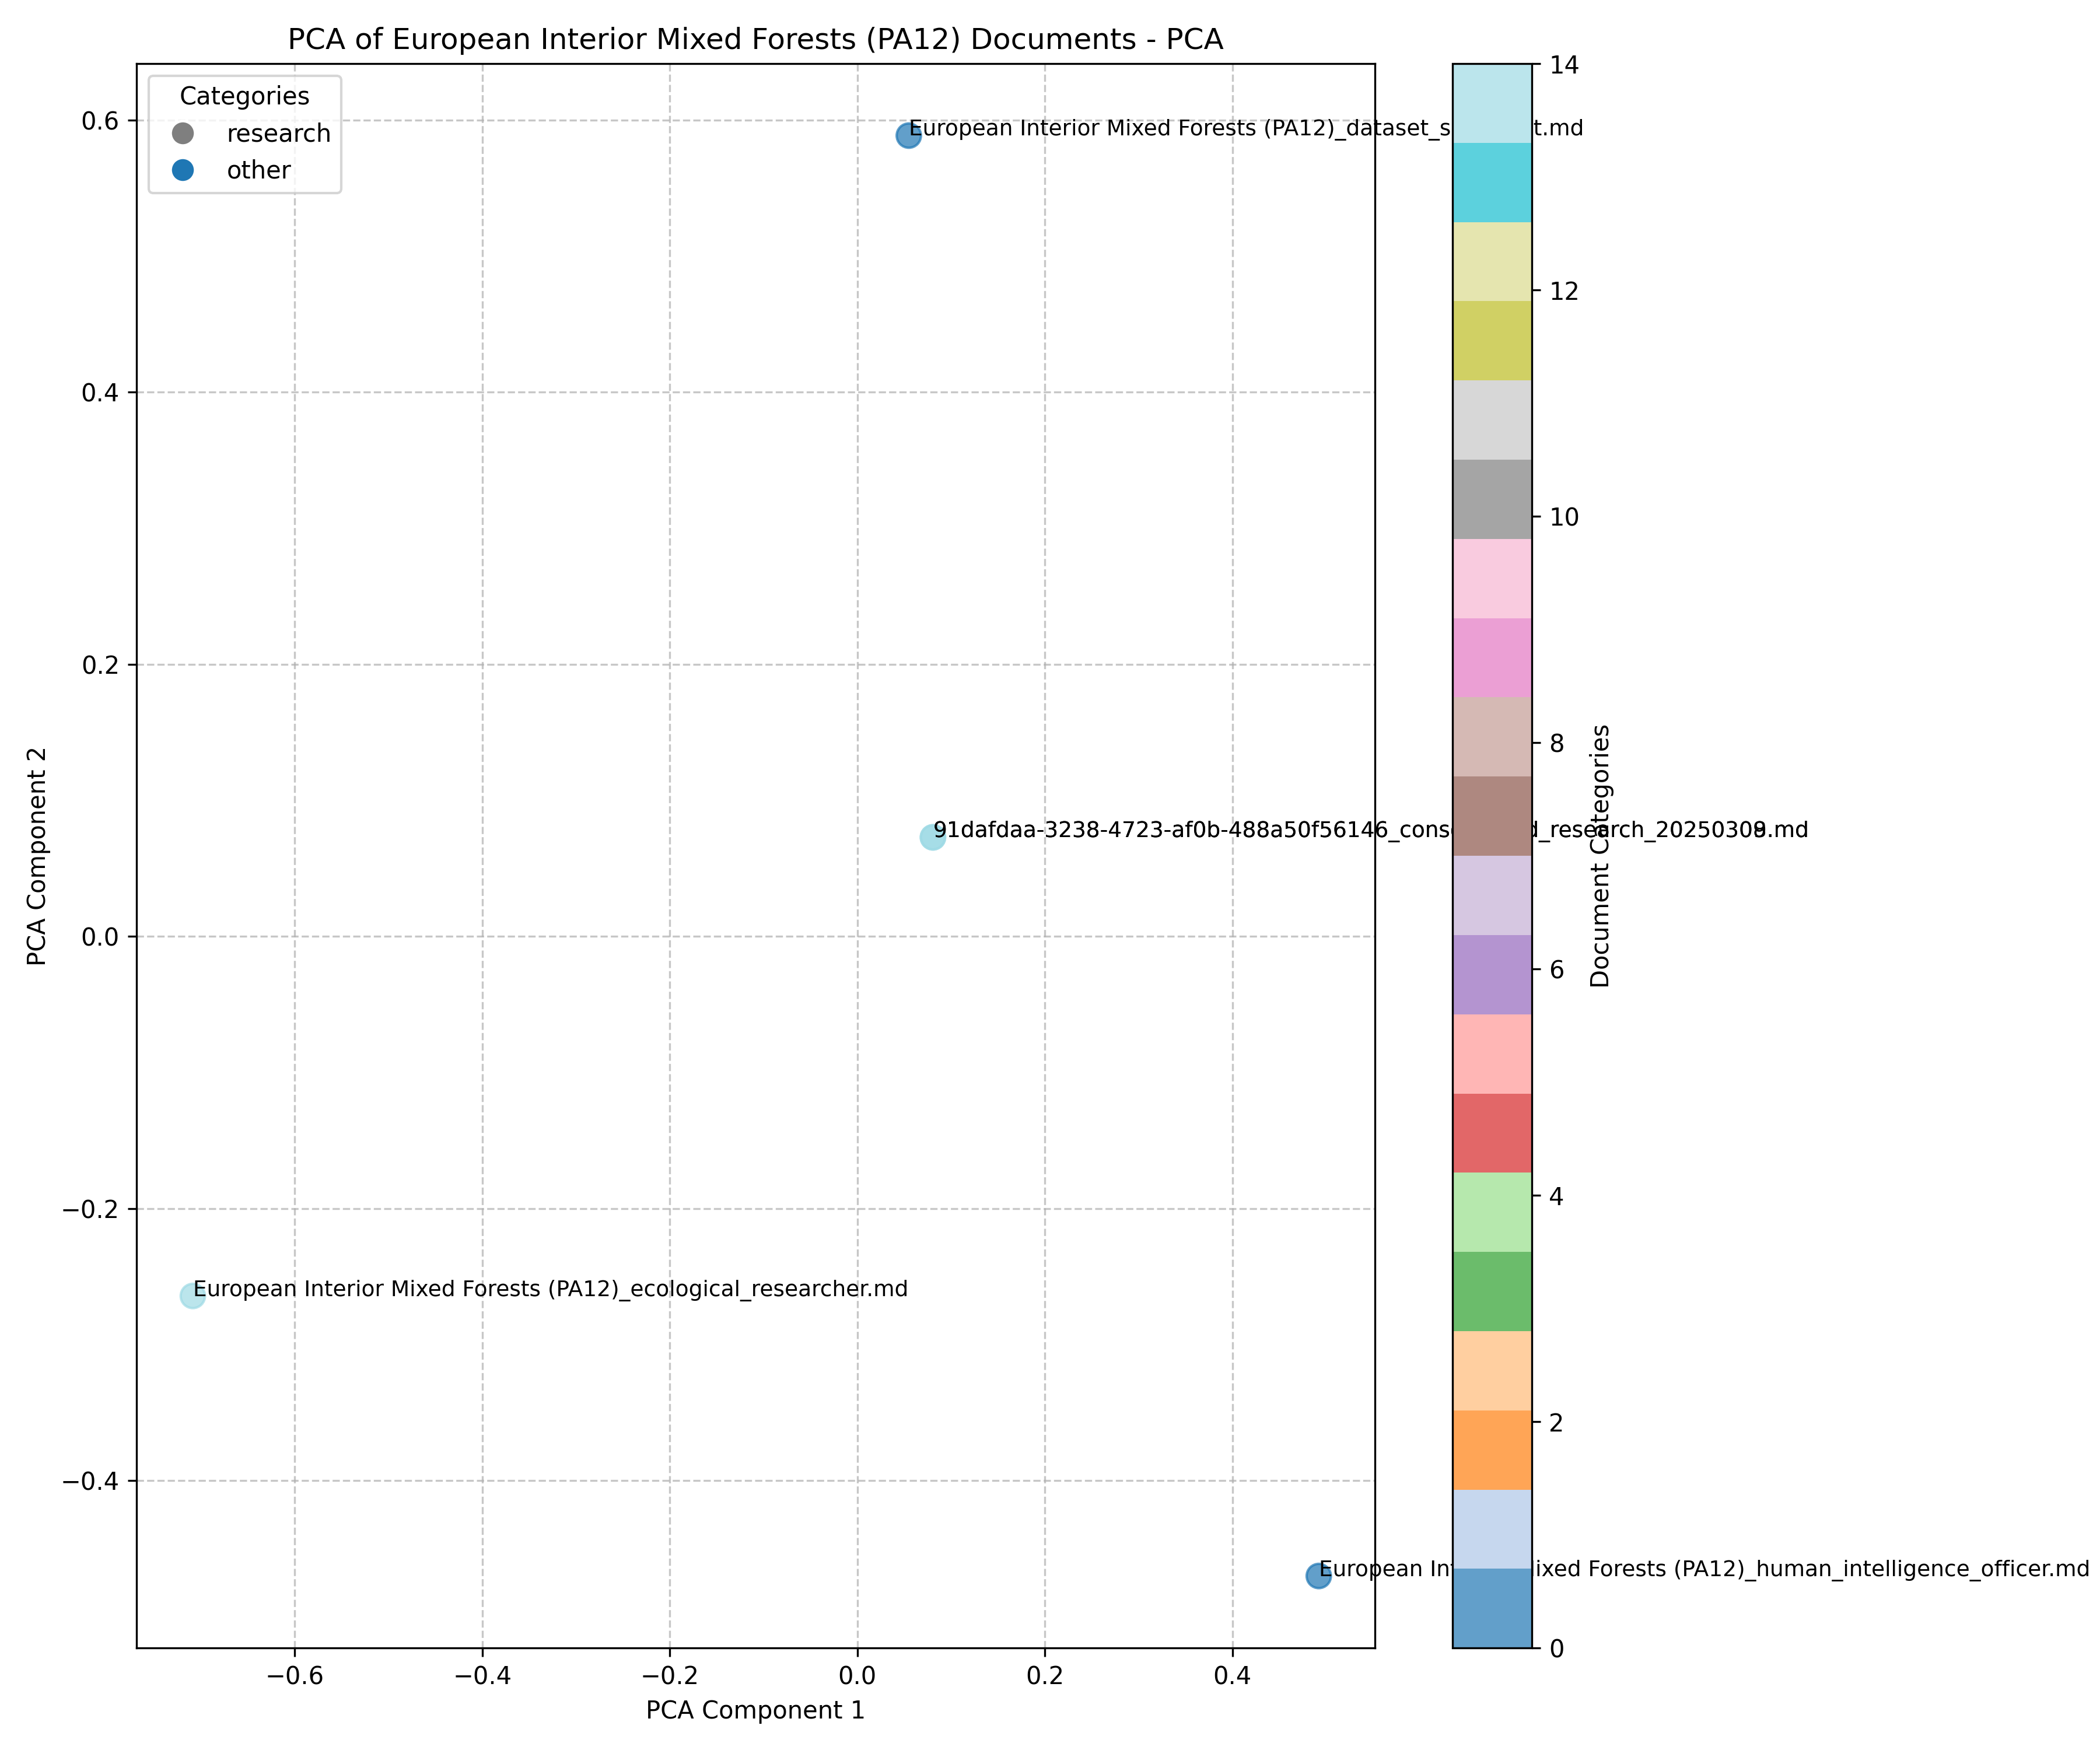 PCA of European Interior Mixed Forests (PA12) Documents - PCA
Categories
research
other
European Interior Mixed Forests (PA12)_dataset_s t.md
91dafdaa-3238-4723-af0b-488a50f56146_cons d_research_2025030 .md
European Interior Mixed Forests (PA12)_ecological_researcher.md
European In ixed Forests (PA12)_human_intelligence_officer.md
0.6
0.4
0.2
0.0
−0.2
−0.4
PCA Component 2
−0.6
−0.4
−0.2
0.0
0.2
0.4
PCA Component 1
14
12
10
8
6
4
2
0
Document Categories